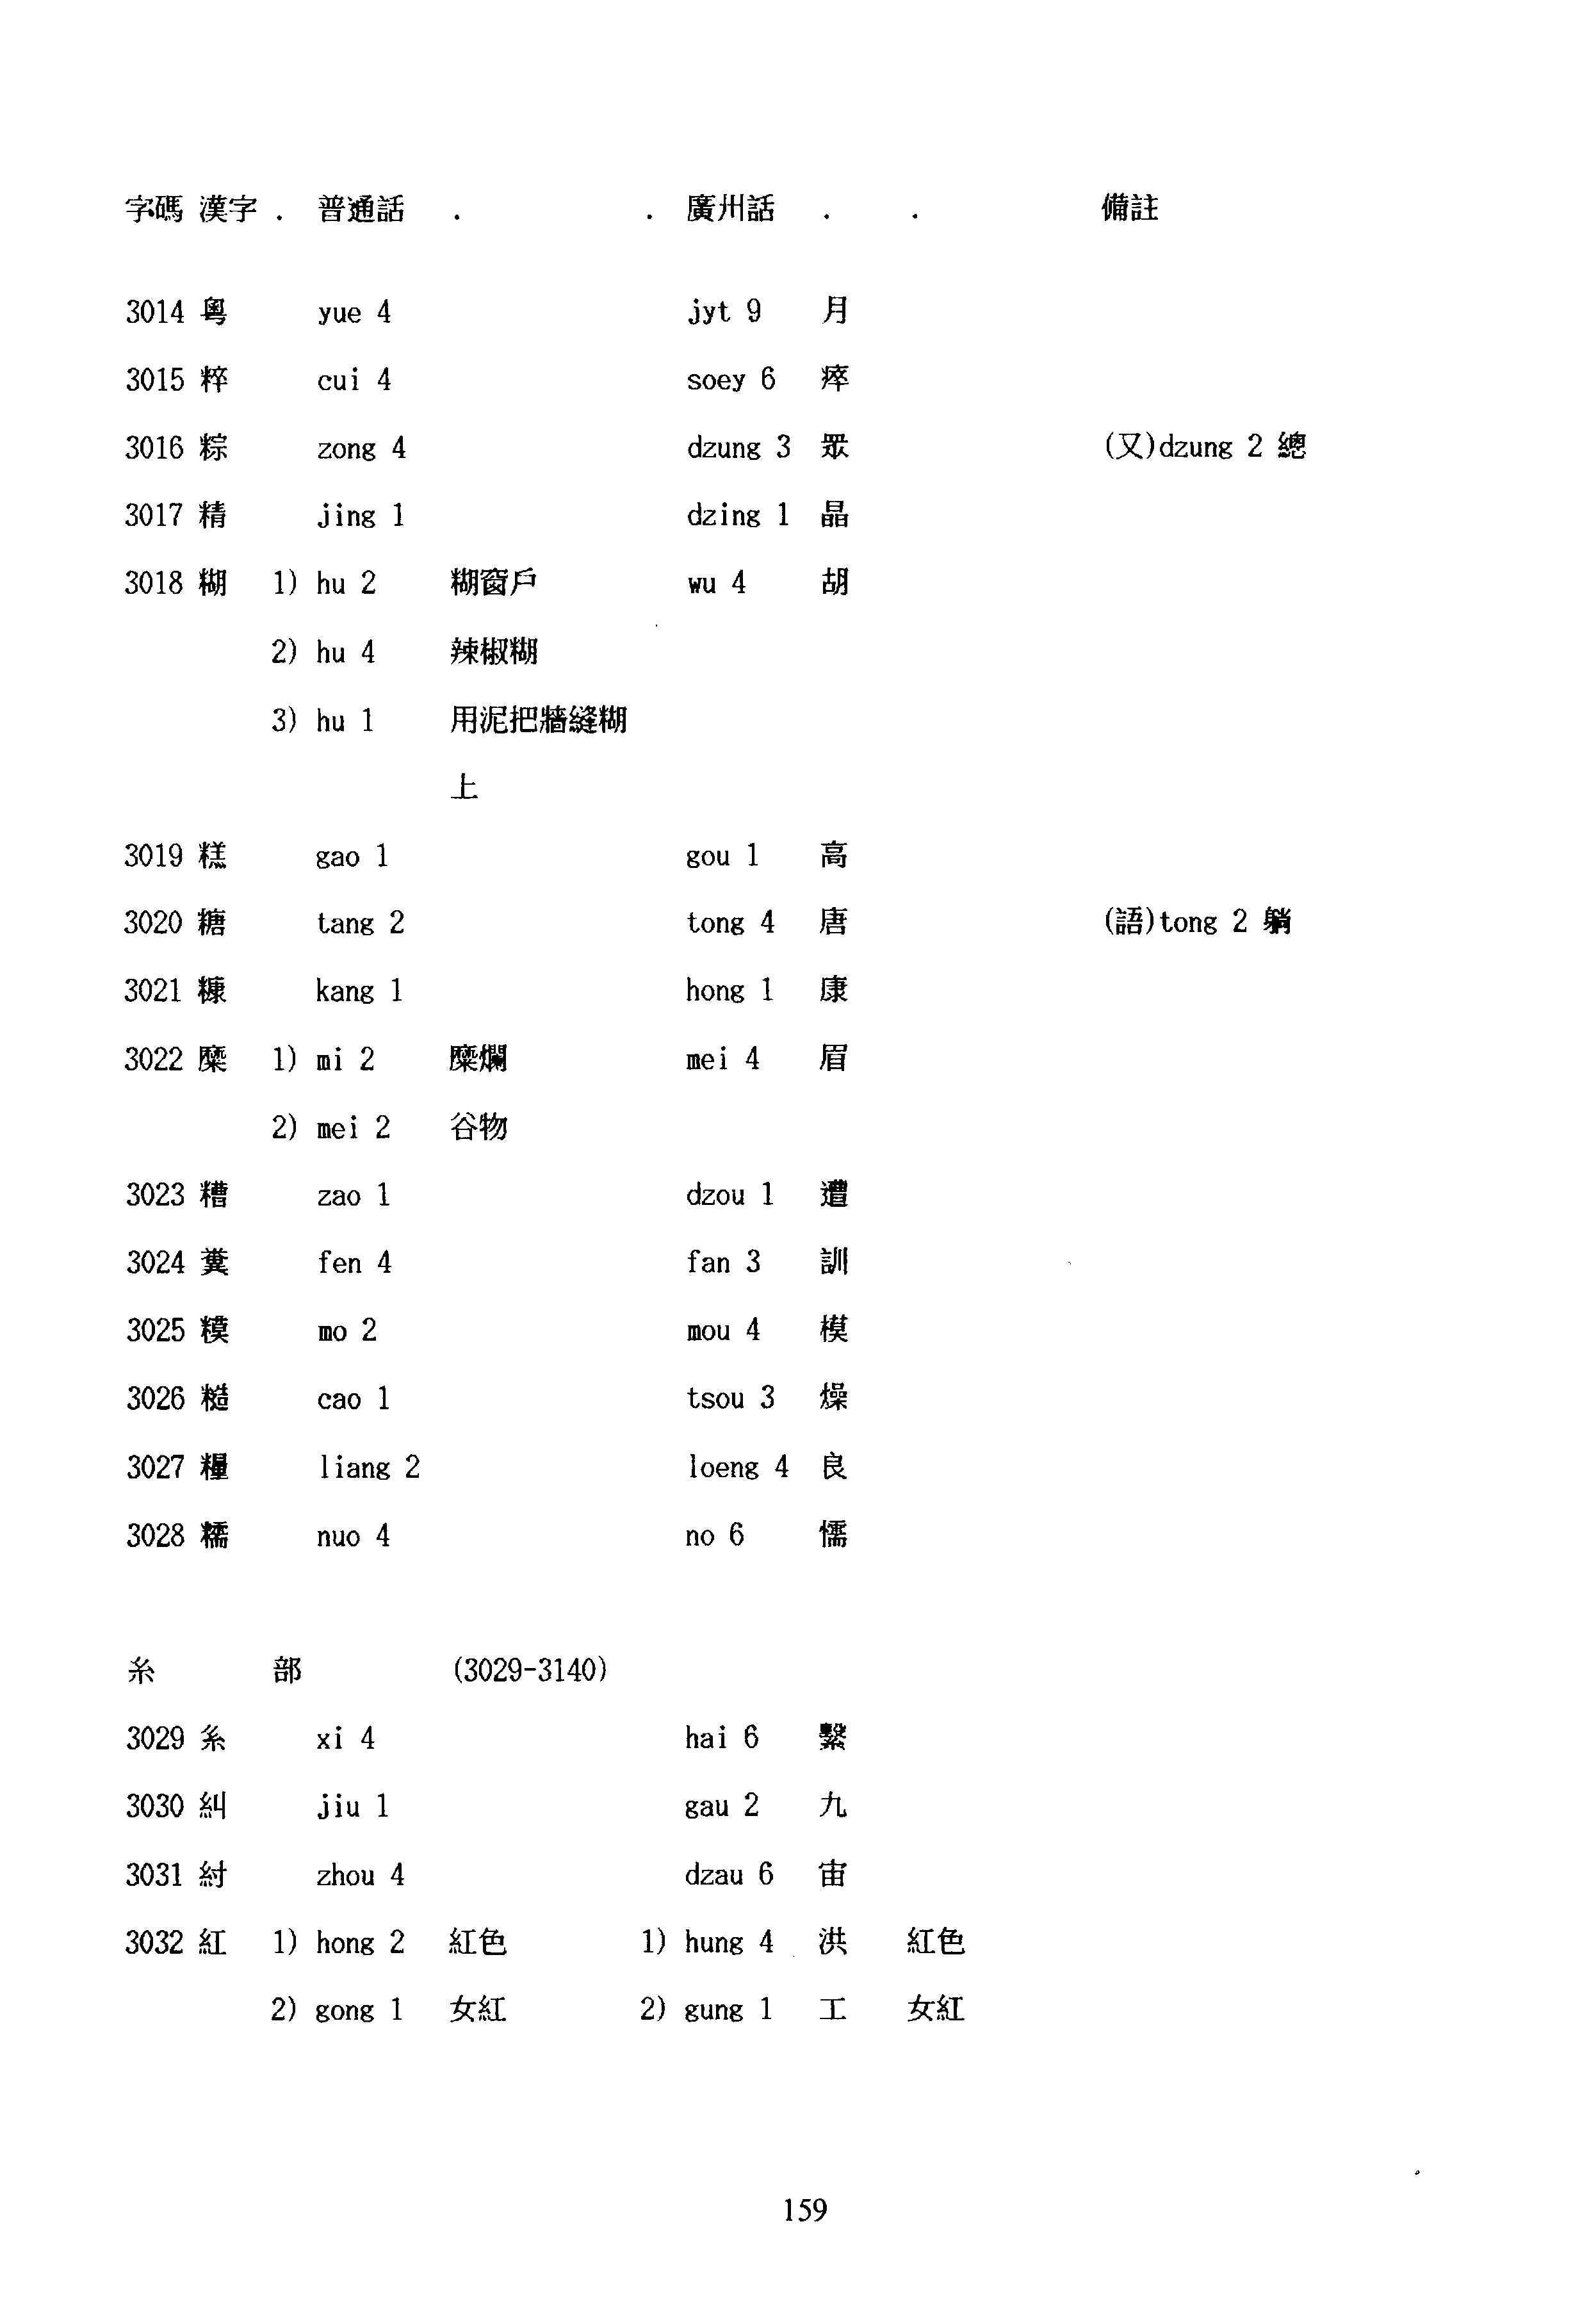 字碼 漢字 . 普通話 . . 廣州話 . . 備註
3014 粵 yue 4 jyt 9 月
3015 粹 cui 4 soey 6 瘁
3016 粽 zong 4 dzung 3 眾 (又)dzung 2 總
3017 精 jing 1 dzing 1 晶
3018 糊 1) hu 2 糊窗戶 wu 4 胡
2) hu 4 辣椒糊
3) hu 1 用泥把牆縫糊
上
3019 糕 gao 1 gou 1 高
3020 糖 tang 2 tong 4 唐 (語)tong 2 躺
3021 糠 kang 1 hong 1 康
3022 糜 1) mi 2 糜爛 mei 4 眉
2) mei 2 谷物
3023 糟 zao 1 dzou 1 遭
3024 糞 fen 4 fan 3 訓
3025 糢 mo 2 mou 4 模
3026 糙 cao 1 tsou 3 燥
3027 糧 liang 2 loeng 4 良
3028 糯 nuo 4 no 6 懦
糸 部 (3029-3140)
3029 系 xi 4 hai 6 繫
3030 糾 jiu 1 gau 2 九
3031 紂 zhou 4 dzau 6 宙
3032 紅 1) hong 2 紅色 1) hung 4 洪 紅色
2) gong 1 女紅 2) gung 1 工 女紅
159